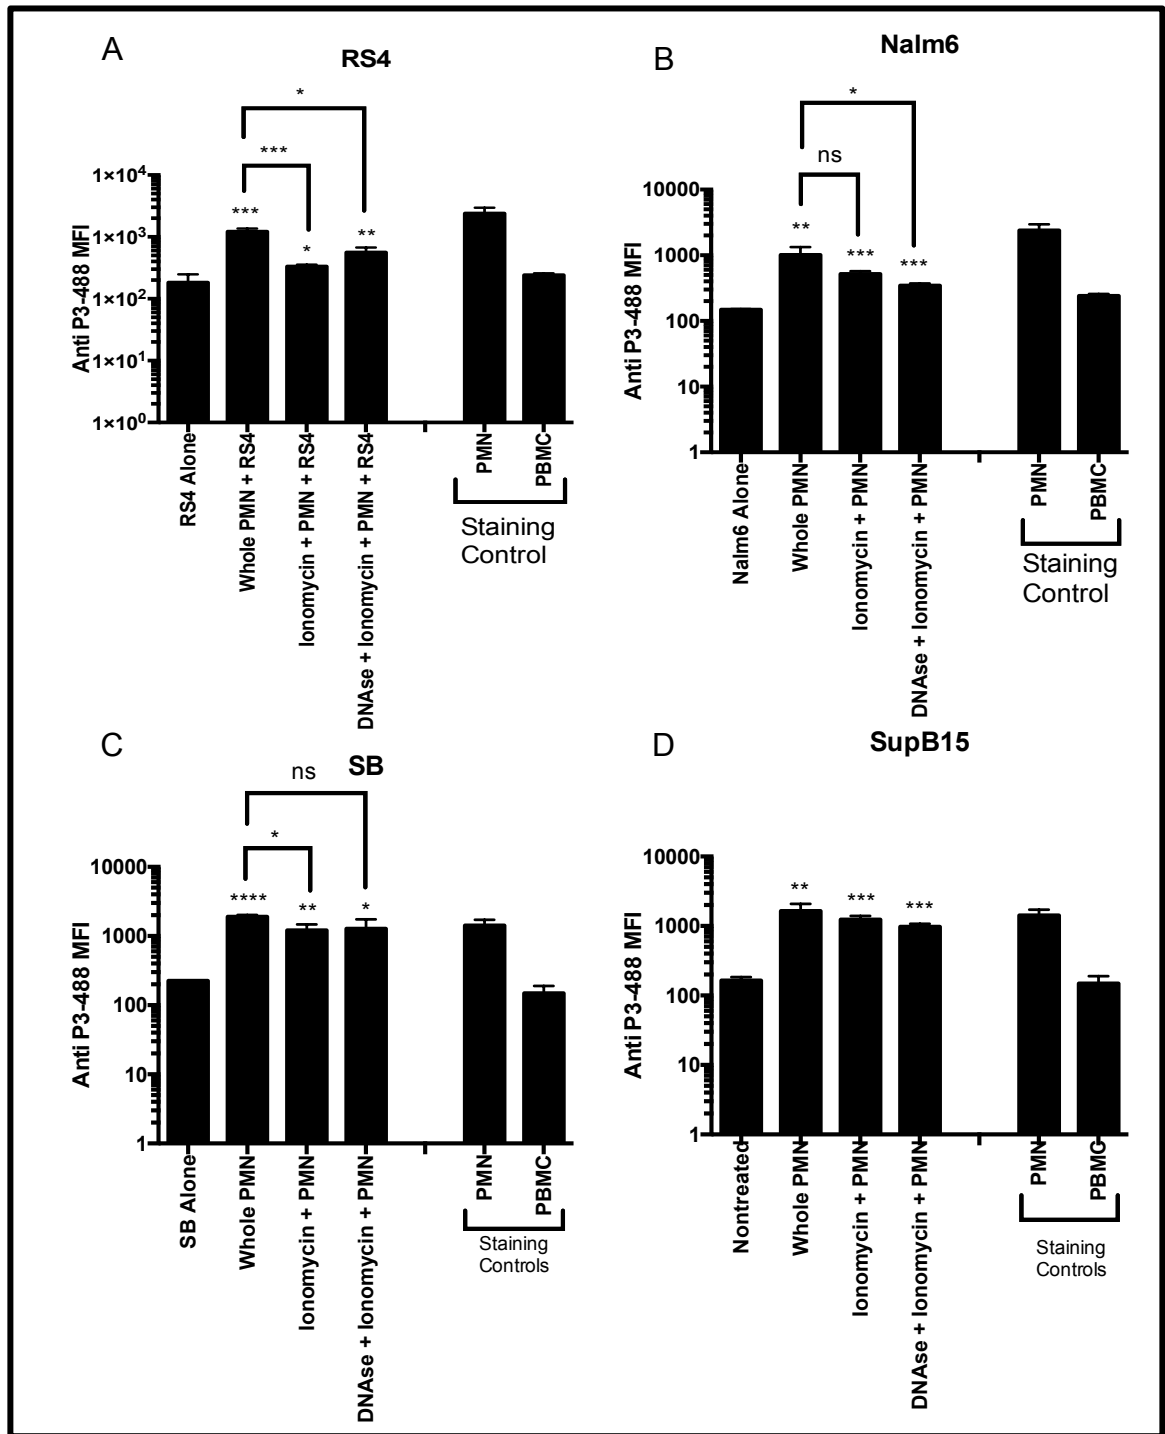 A
RS4
*
***
1×10⁴
1×10³
1×10²
1×10¹
1×10⁰
Anti P3-488 MFI
***
*
**
RS4 Alone
Whole PMN + RS4
Ionomycin + PMN + RS4
DNAse + Ionomycin + PMN + RS4
PMN
PBMC
Staining
Control
B
Nalm6
*
ns
10000
1000
100
10
1
Anti P3-488 MFI
**
***
***
Nalm6 Alone
Whole PMN
Ionomycin + PMN
DNAse + Ionomycin + PMN
PMN
PBMC
Staining
Control
C
SB
ns
*
10000
1000
100
10
1
Anti P3-488 MFI
****
**
*
SB Alone
Whole PMN
Ionomycin + PMN
DNAse + Ionomycin + PMN
PMN
PBMC
Staining
Controls
D
SupB15
10000
1000
100
10
1
Anti P3-488 MFI
**
***
***
Nontreated
Whole PMN
Ionomycin + PMN
DNAse + Ionomycin + PMN
PMN
PBMC
Staining
Controls